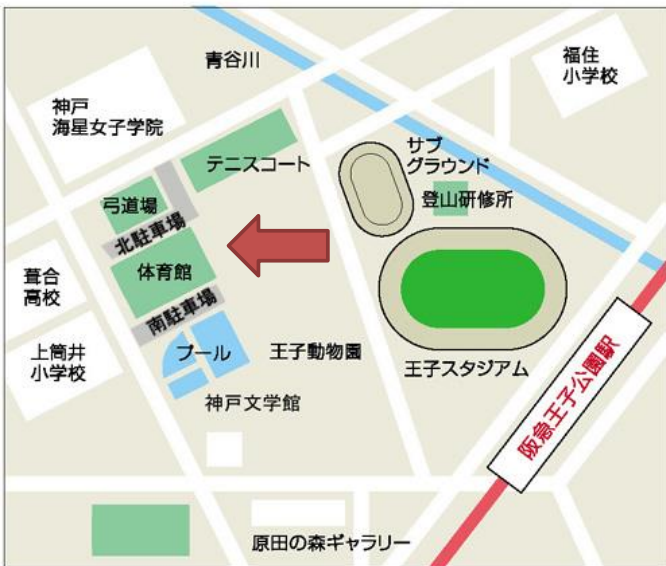 青谷川
福住
小学校
神戸
海星女子学院
テニスコート
サブ
グラウンド
登山研修所
弓道場
北駐車場
体育館
葺合
高校
南駐車場
上筒井
小学校
プール
王子動物園
王子スタジアム
阪急王子公園駅
神戸文学館
原田の森ギャラリー